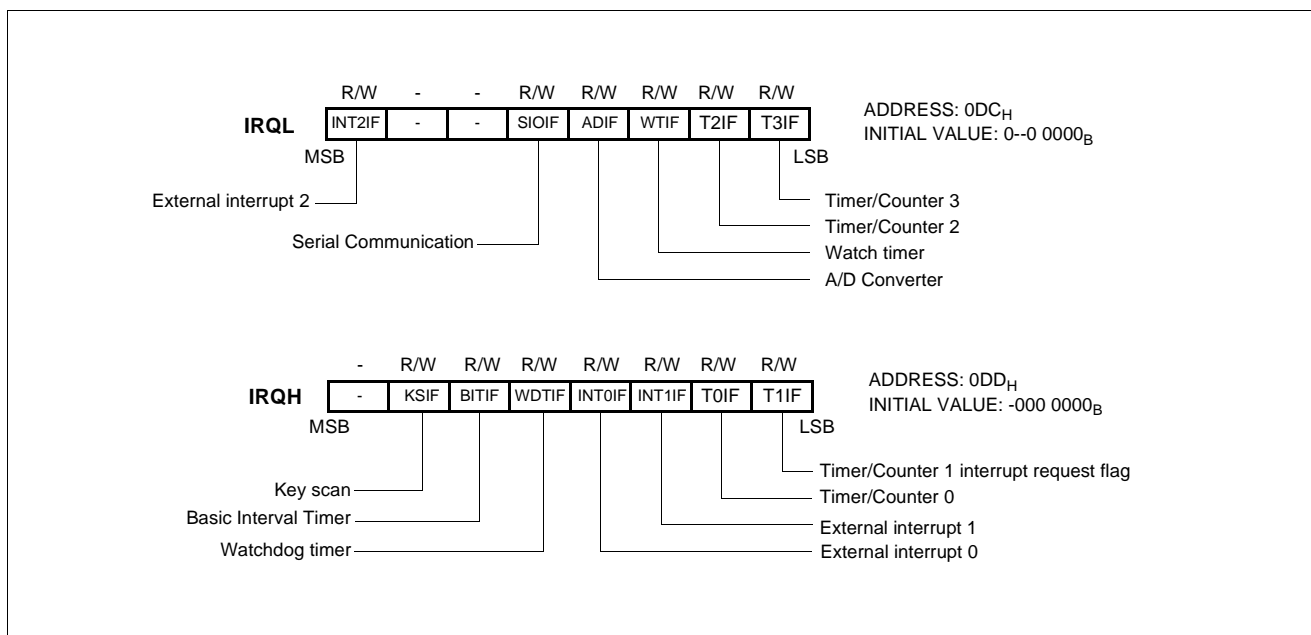 R/W - - R/W R/W R/W R/W R/W
IRQL INT2IF - - SIOIF ADIF WTIF T2IF T3IF
ADDRESS: 0DCH
INITIAL VALUE: 0--0 0000B
MSB LSB
External interrupt 2
Serial Communication
Timer/Counter 3
Timer/Counter 2
Watch timer
A/D Converter
- R/W R/W R/W R/W R/W R/W R/W
IRQH - KSIF BITIF WDTIF INT0IF INT1IF T0IF T1IF
ADDRESS: 0DDH
INITIAL VALUE: -000 0000B
MSB LSB
Key scan
Basic Interval Timer
Watchdog timer
Timer/Counter 1 interrupt request flag
Timer/Counter 0
External interrupt 1
External interrupt 0